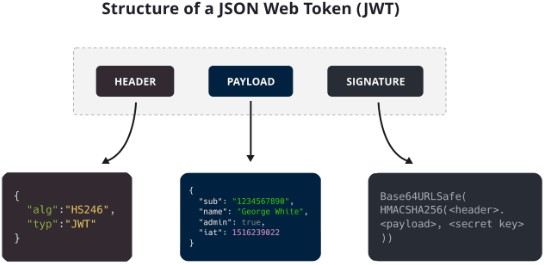 Structure of a JSON Web Token (JWT)
HEADER
PAYLOAD
SIGNATURE
{
"alg":"HS246",
"typ":"JWT"
}
{
"sub": "1234567890",
"name": "George White",
"admin": true,
"iat": 1516239022
}
Base64URLSafe(
HMACSHA256(<header>.
<payload>, <secret key>
))